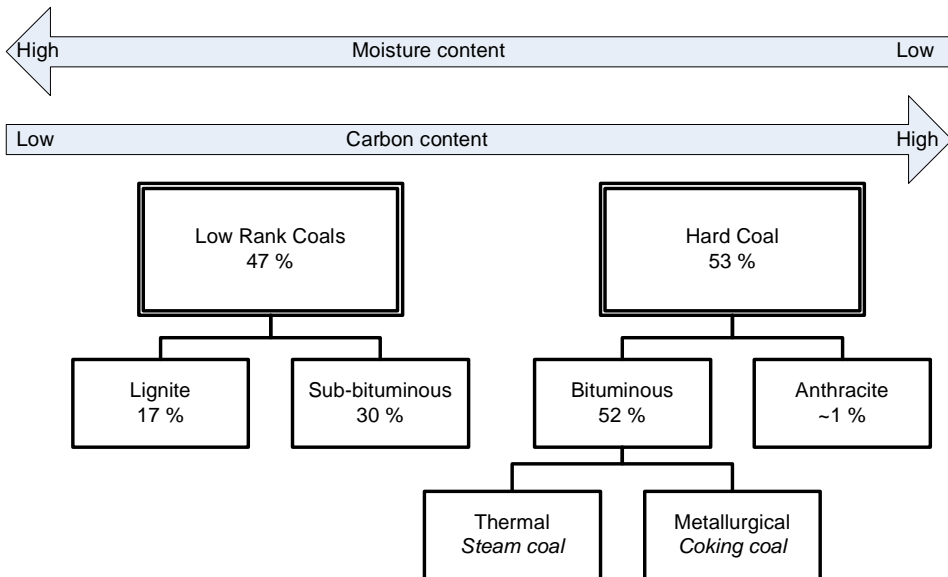 High Moisture content Low
Low Carbon content High
Low Rank Coals
47 %
Hard Coal
53 %
Lignite
17 %
Sub-bituminous
30 %
Bituminous
52 %
Anthracite
~1 %
Thermal
Steam coal
Metallurgical
Coking coal